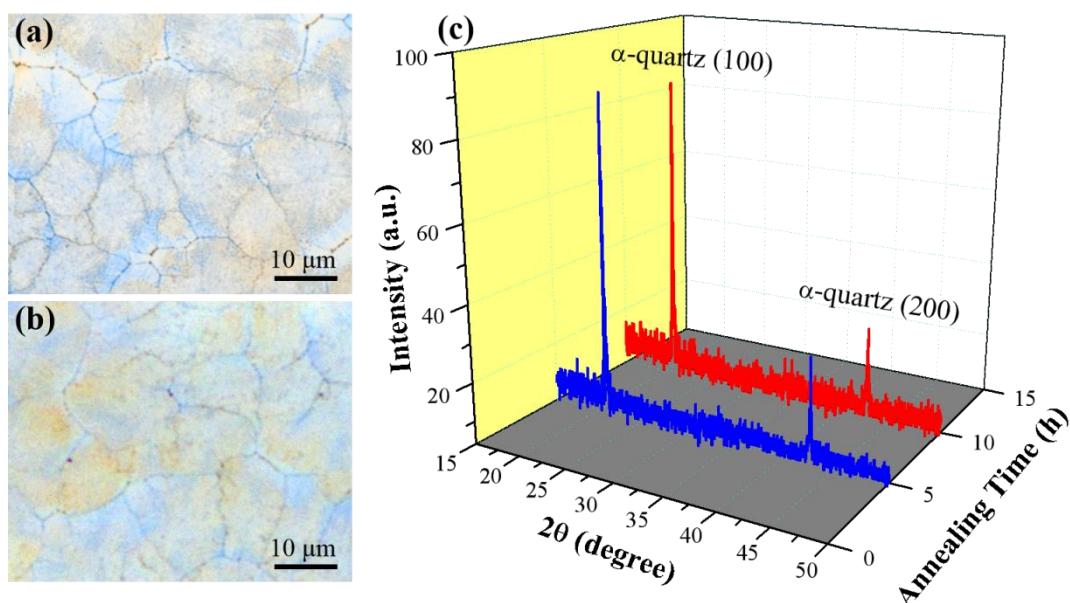 (a)
10 μm
(b)
10 μm
(c)
α-quartz (100)
α-quartz (200)
100
80
60
40
20
Intensity (a.u.)
15
20
25
30
35
40
45
50
2θ (degree)
0
5
10
15
Annealing Time (h)